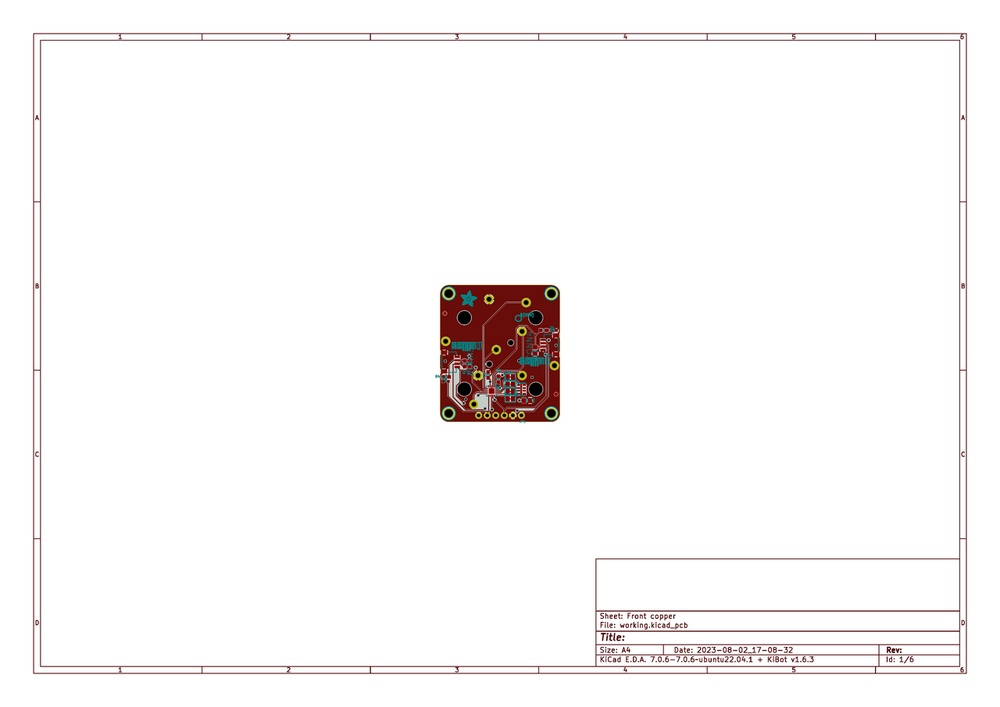 1 2 3 4 5 6
A A
B B
C C
D D
Sheet: Front copper
File: working.kicad_pcb
Title:
Size: A4 Date: 2023-08-02_17-08-32 Rev:
KiCad E.D.A. 7.0.6-7.0.6-ubuntu22.04.1 + KiBot v1.6.3 Id: 1/6
1 2 3 4 5 6